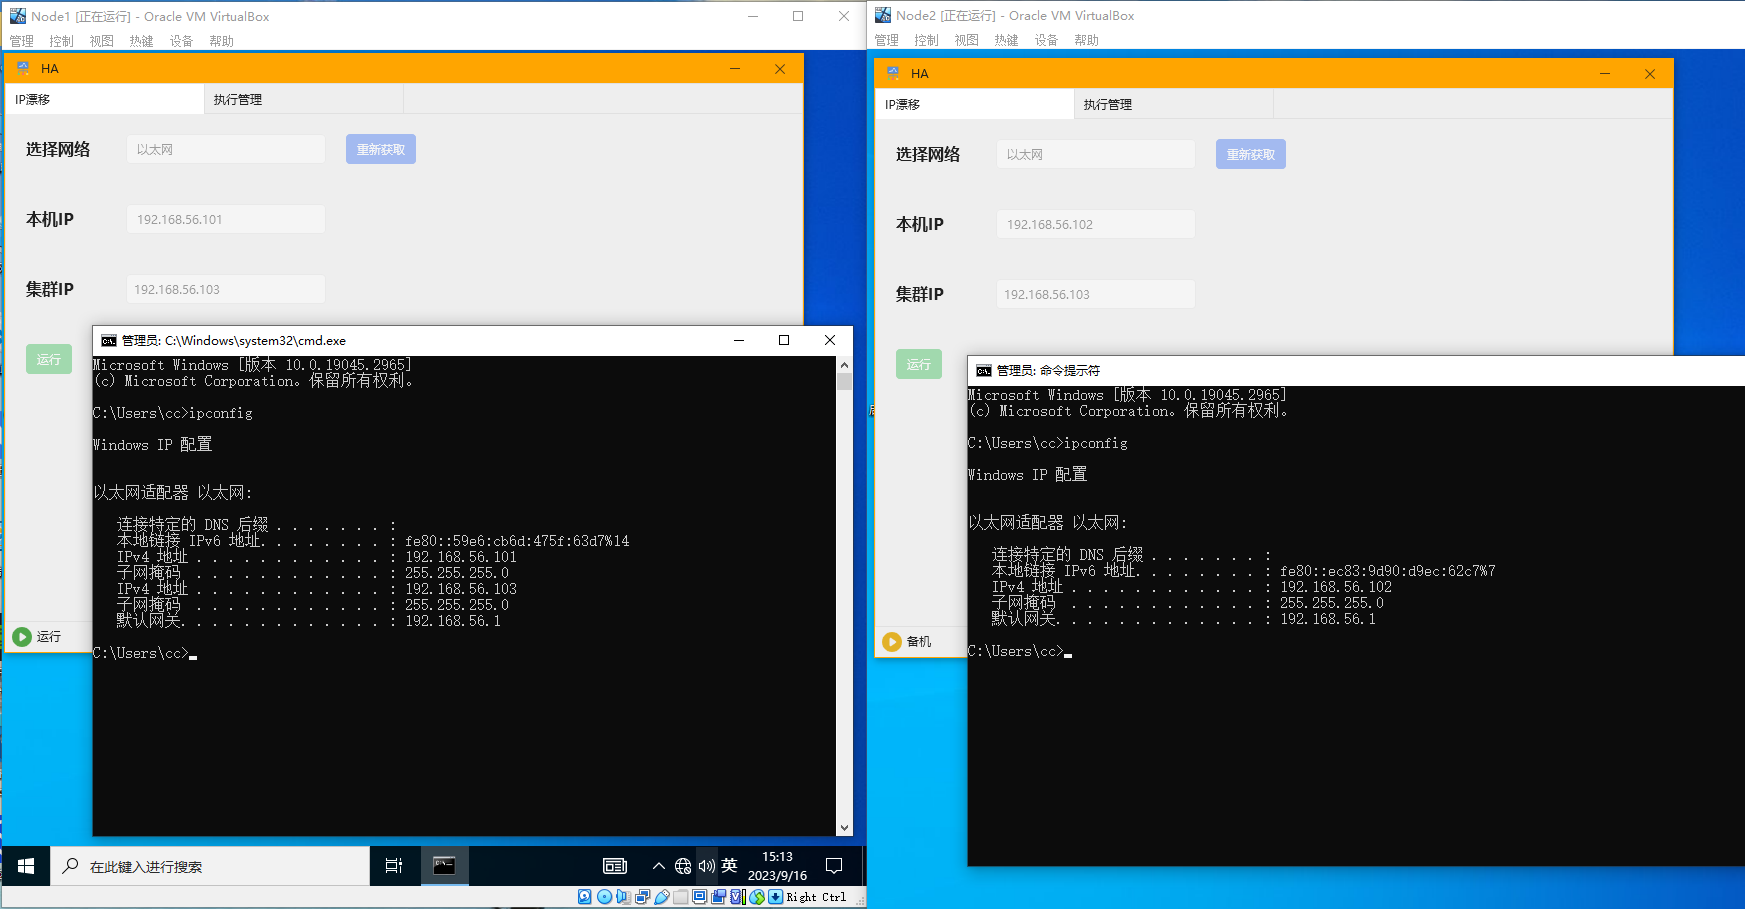 Node1 [正在运行] - Oracle VM VirtualBox
管理 控制 视图 热键 设备 帮助
HA
IP漂移 执行管理
选择网络 以太网 重新获取
本机IP 192.168.56.101
集群IP 192.168.56.103
运行
管理员: C:\Windows\system32\cmd.exe
Microsoft Windows [版本 10.0.19045.2965]
(c) Microsoft Corporation。保留所有权利。
C:\Users\cc>ipconfig
Windows IP 配置
以太网适配器 以太网:
连接特定的 DNS 后缀 . . . . . . . :
本地链接 IPv6 地址. . . . . . . . : fe80::59e6:cb6d:475f:63d7%14
IPv4 地址 . . . . . . . . . . . . : 192.168.56.101
子网掩码 . . . . . . . . . . . . : 255.255.255.0
IPv4 地址 . . . . . . . . . . . . : 192.168.56.103
子网掩码 . . . . . . . . . . . . : 255.255.255.0
默认网关. . . . . . . . . . . . . : 192.168.56.1
C:\Users\cc>
运行
在此键入进行搜索
英
15:13
2023/9/16
Right Ctrl
Node2 [正在运行] - Oracle VM VirtualBox
管理 控制 视图 热键 设备 帮助
HA
IP漂移 执行管理
选择网络 以太网 重新获取
本机IP 192.168.56.102
集群IP 192.168.56.103
运行
管理员: 命令提示符
Microsoft Windows [版本 10.0.19045.2965]
(c) Microsoft Corporation。保留所有权利。
C:\Users\cc>ipconfig
Windows IP 配置
以太网适配器 以太网:
连接特定的 DNS 后缀 . . . . . . . :
本地链接 IPv6 地址. . . . . . . . : fe80::ec83:9d90:d9ec:62c7%7
IPv4 地址 . . . . . . . . . . . . : 192.168.56.102
子网掩码 . . . . . . . . . . . . : 255.255.255.0
默认网关. . . . . . . . . . . . . : 192.168.56.1
C:\Users\cc>
备机